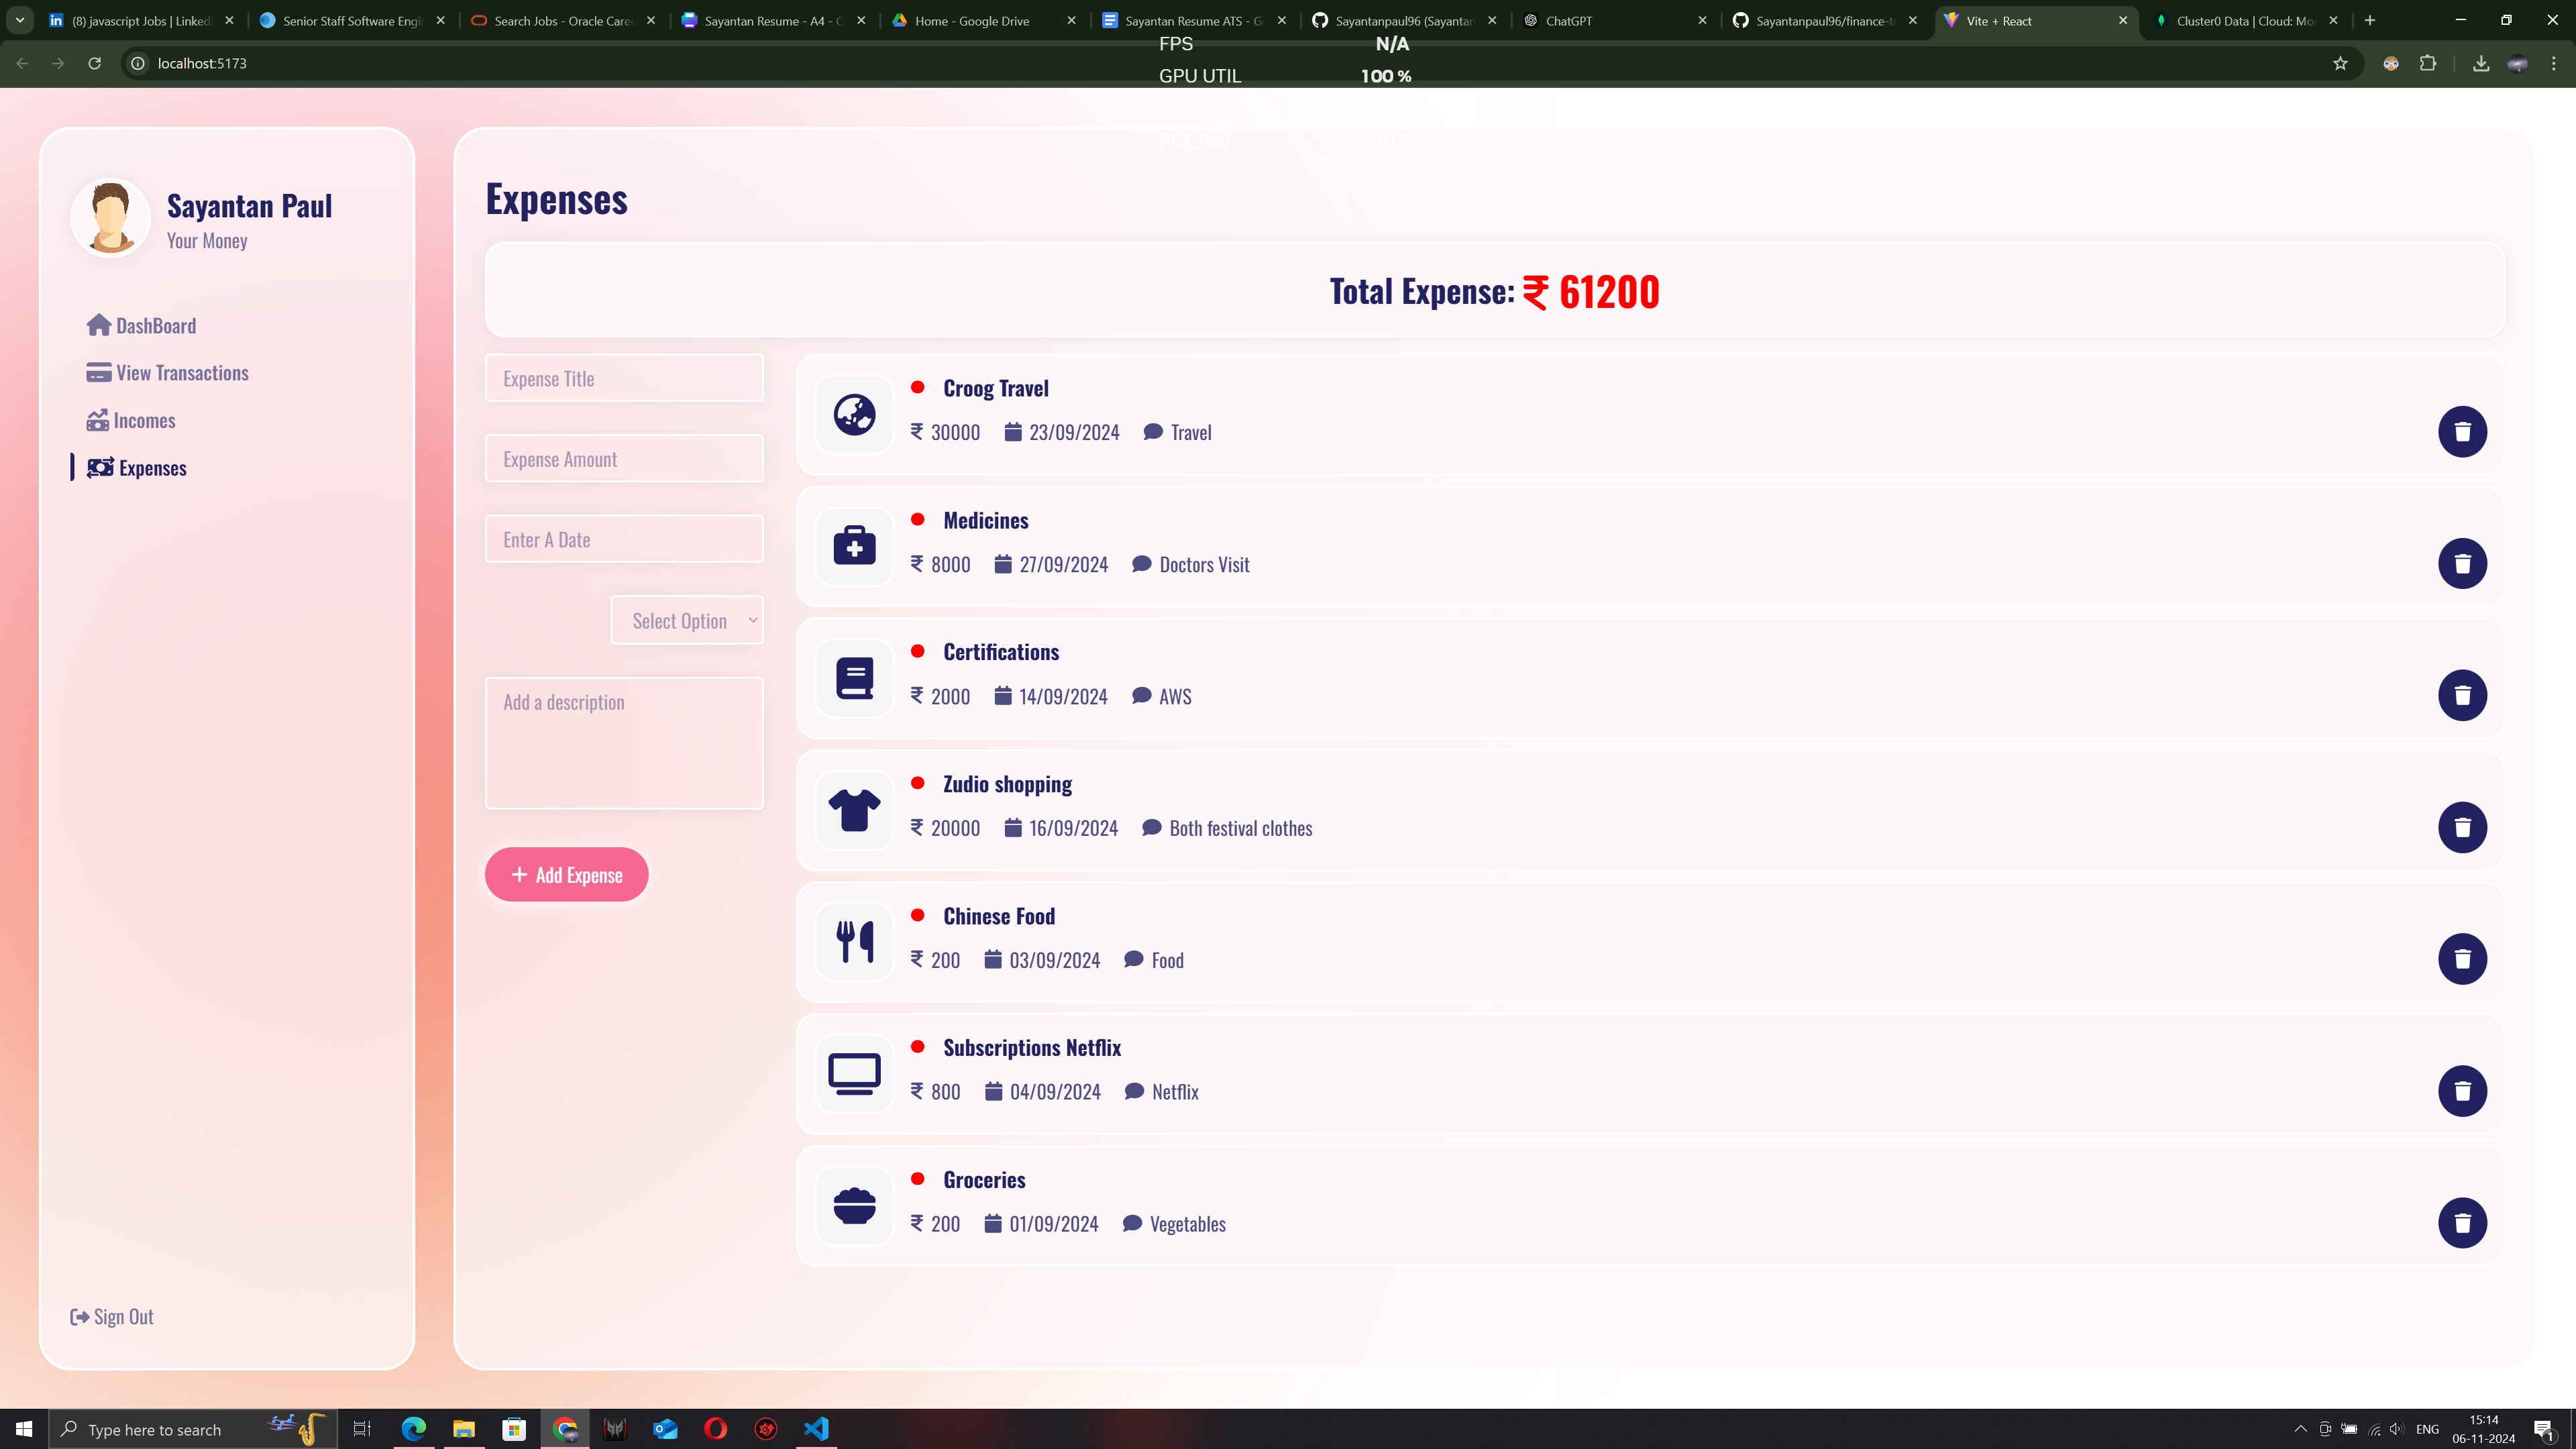 (8) javascript Jobs | Linked
Senior Staff Software Engi
Search Jobs - Oracle Care
Sayantan Resume - A4 - C
Home - Google Drive
Sayantan Resume ATS - G
Sayantanpaul96 (Sayantan
ChatGPT
Sayantanpaul96/finance-t
Vite + React
Cluster0 Data | Cloud: Mo
FPS N/A
localhost:5173
GPU UTIL 100 %
N/A
Sayantan Paul
Your Money
DashBoard
View Transactions
Incomes
Expenses
Sign Out
Expenses
Total Expense: ₹ 61200
Expense Title
Expense Amount
Enter A Date
Select Option
Add a description
+ Add Expense
Croog Travel
₹ 30000 23/09/2024 Travel
Medicines
₹ 8000 27/09/2024 Doctors Visit
Certifications
₹ 2000 14/09/2024 AWS
Zudio shopping
₹ 20000 16/09/2024 Both festival clothes
Chinese Food
₹ 200 03/09/2024 Food
Subscriptions Netflix
₹ 800 04/09/2024 Netflix
Groceries
₹ 200 01/09/2024 Vegetables
Type here to search
ENG
15:14
06-11-2024
1